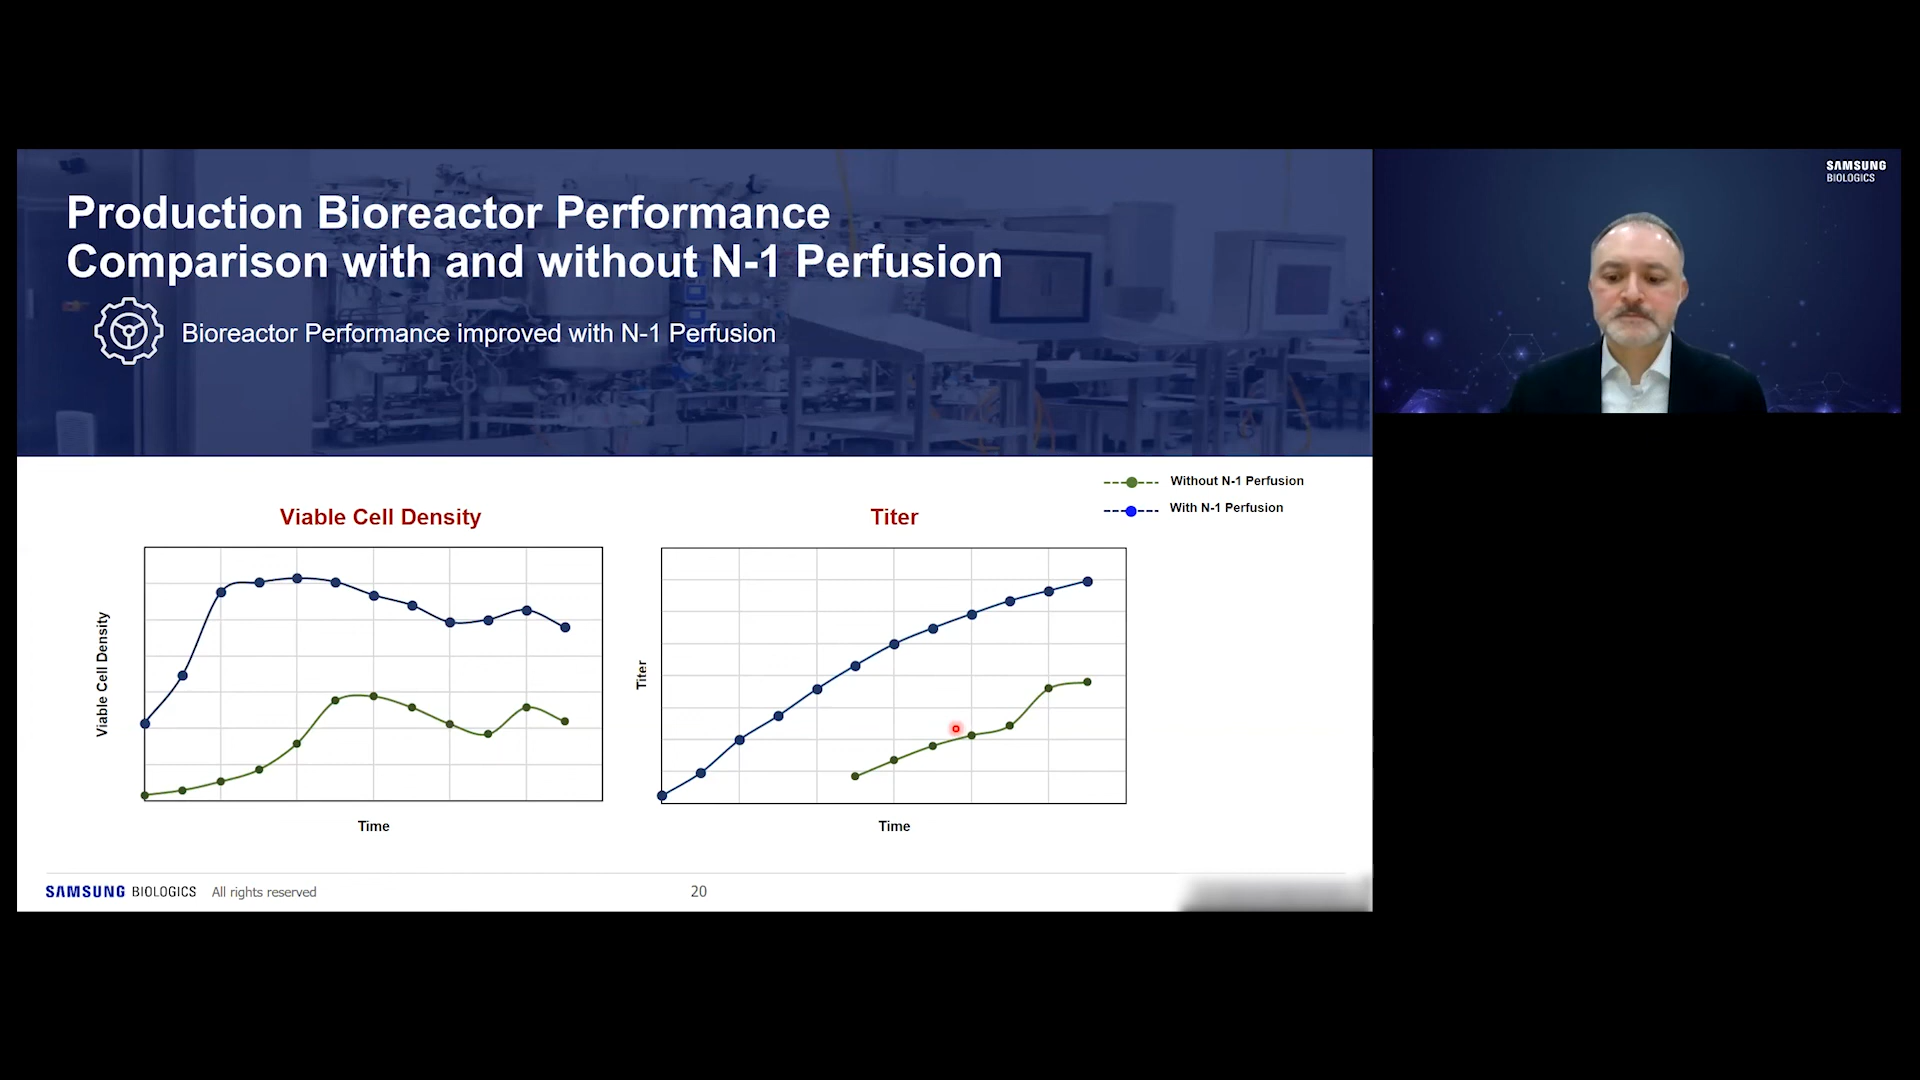 Production Bioreactor Performance
Comparison with and without N-1 Perfusion
Bioreactor Performance improved with N-1 Perfusion
SAMSUNG
BIOLOGICS
Without N-1 Perfusion
With N-1 Perfusion
Viable Cell Density
Titer
Viable Cell Density
Titer
Time
Time
SAMSUNG BIOLOGICS All rights reserved
20